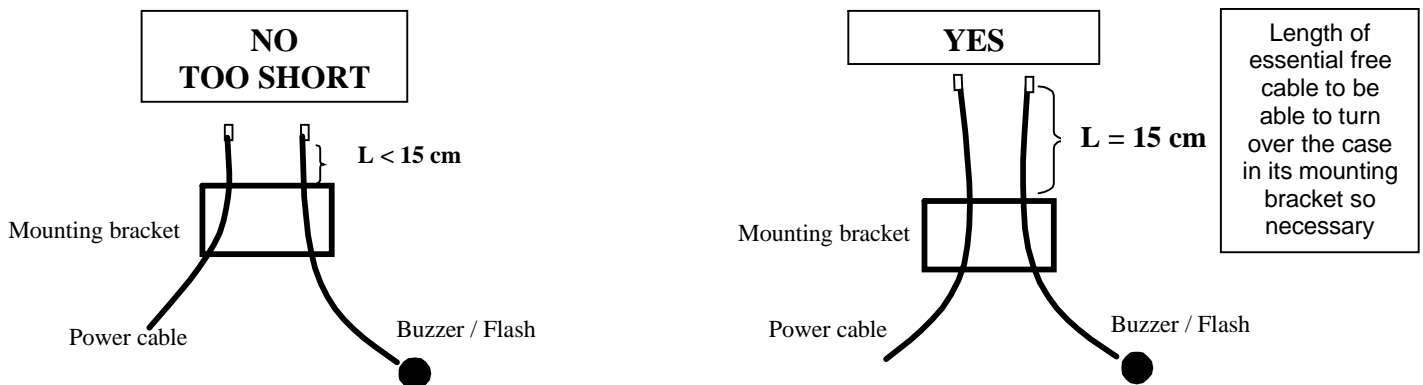 NO
TOO SHORT
L < 15 cm
Mounting bracket
Power cable
Buzzer / Flash
YES
L = 15 cm
Mounting bracket
Power cable
Buzzer / Flash
Length of
essential free
cable to be
able to turn
over the case
in its mounting
bracket so
necessary